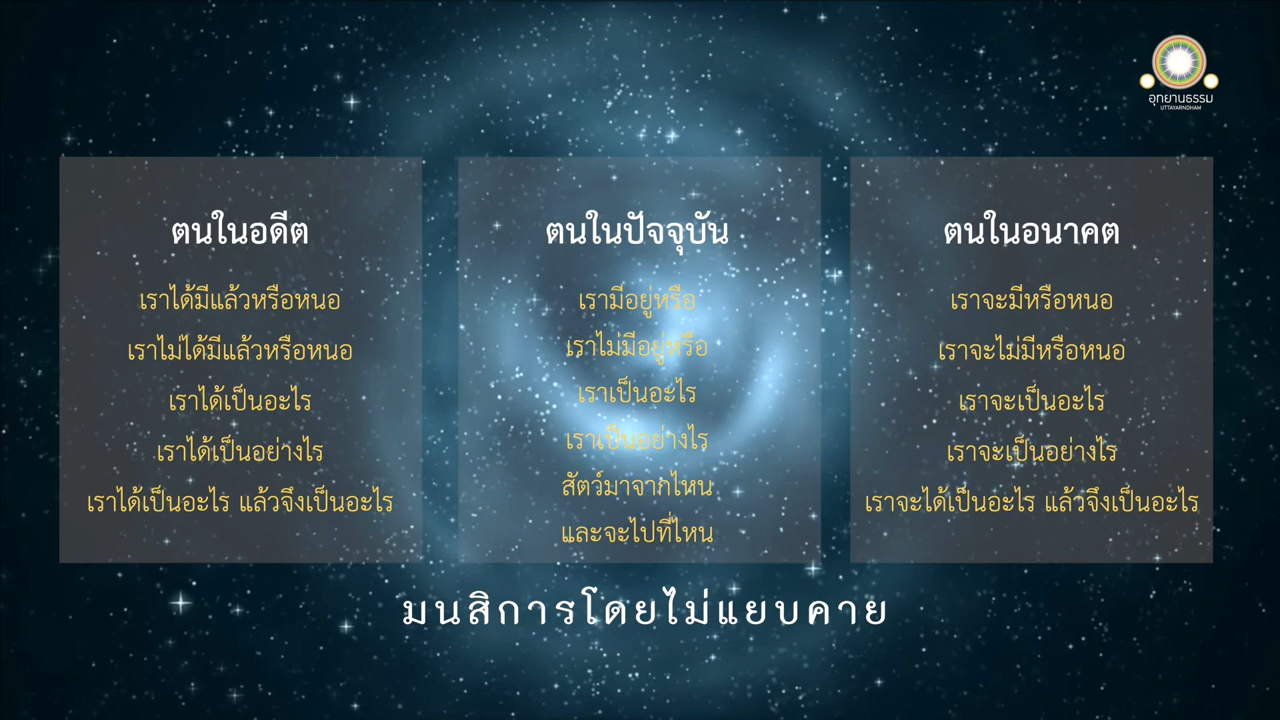 อุทยานธรรม
UTTAYARNDHAM
ตนในอดีต
เราได้มีแล้วหรือหนอ
เราไม่ได้มีแล้วหรือหนอ
เราได้เป็นอะไร
เราได้เป็นอย่างไร
เราได้เป็นอะไร แล้วจึงเป็นอะไร
ตนในปัจจุบัน
เรามีอยู่หรือ
เราไม่มีอยู่หรือ
เราเป็นอะไร
เราเป็นอย่างไร
สัตว์มาจากไหน
และจะไปที่ไหน
ตนในอนาคต
เราจะมีหรือหนอ
เราจะไม่มีหรือหนอ
เราจะเป็นอะไร
เราจะเป็นอย่างไร
เราจะได้เป็นอะไร แล้วจึงเป็นอะไร
มนสิการโดยไม่แยบคาย